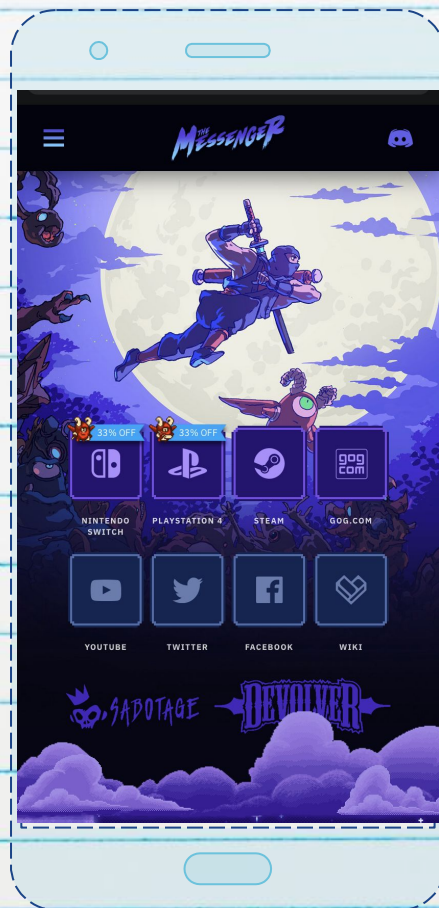 THE
MESSENGER
33% OFF
33% OFF
gog
com
NINTENDO
SWITCH
PLAYSTATION 4
STEAM
GOG.COM
YOUTUBE
TWITTER
FACEBOOK
WIKI
SABOTAGE
DEVOLVER